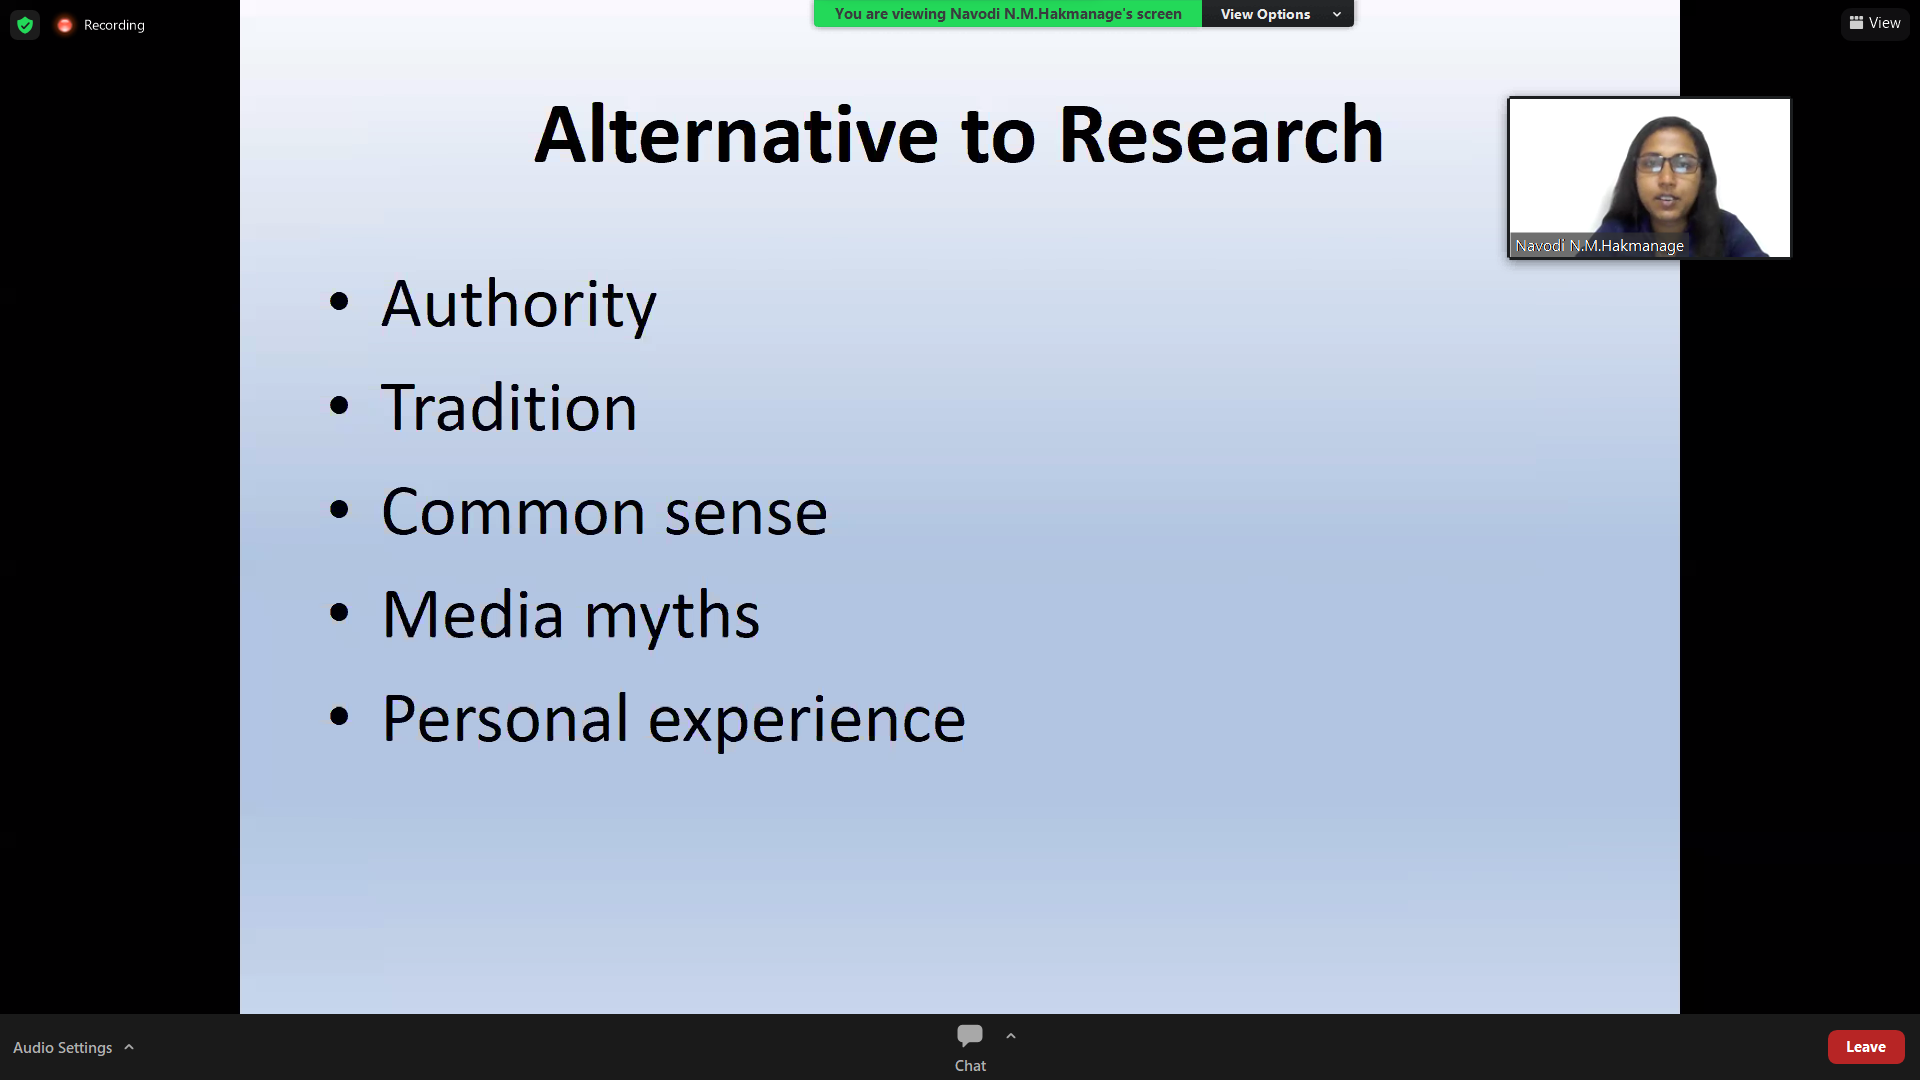 Recording
You are viewing Navodi N.M.Hakmanage's screen
View Options
View
Alternative to Research
Navodi N.M.Hakmanage
• Authority
• Tradition
• Common sense
• Media myths
• Personal experience
Audio Settings
Chat
Leave